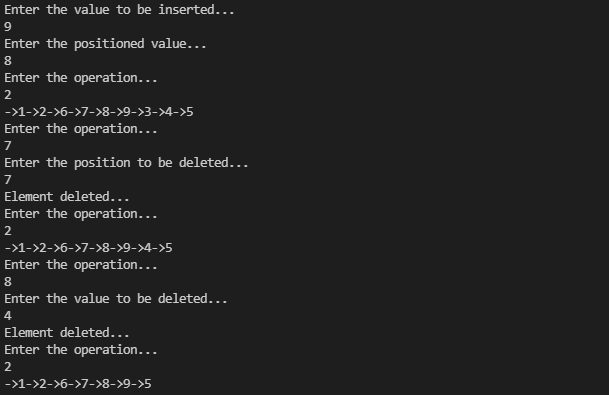 Enter the value to be inserted...
9
Enter the positioned value...
8
Enter the operation...
2
->1->2->6->7->8->9->3->4->5
Enter the operation...
7
Enter the position to be deleted...
7
Element deleted...
Enter the operation...
2
->1->2->6->7->8->9->4->5
Enter the operation...
8
Enter the value to be deleted...
4
Element deleted...
Enter the operation...
2
->1->2->6->7->8->9->5